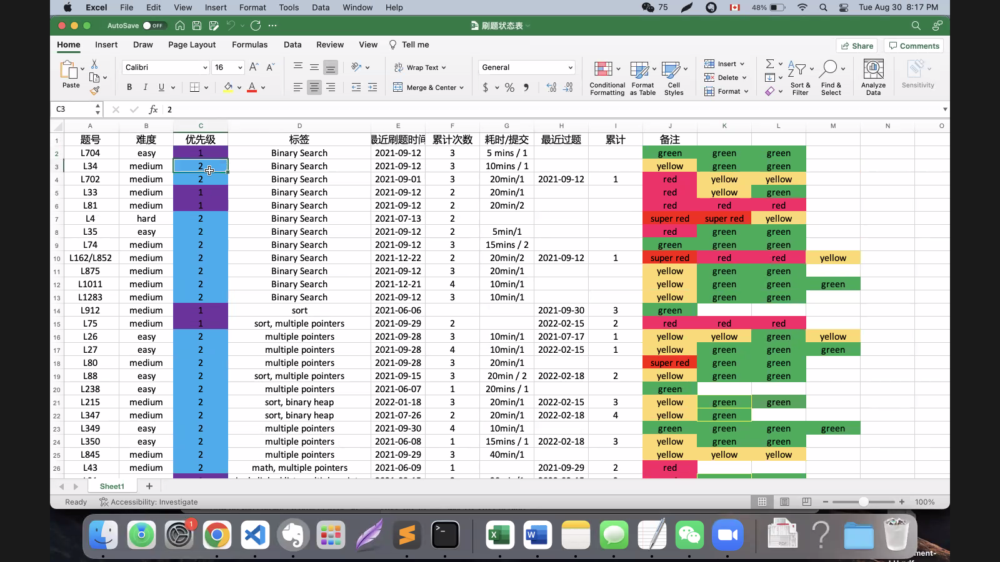 Excel File Edit View Insert Format Tools Data Window Help 75 48% Tue Aug 30 8:17 PM
AutoSave OFF 刷题状态表
Home Insert Draw Page Layout Formulas Data Review View Tell me Share Comments
Paste Calibri 16 Wrap Text General Insert
B I U A Merge & Center $ % Conditional Formatting Format as Table Cell Styles Delete Format Sort & Filter Find & Select Analyze Data Sensitivity
C3 fx 2
A B C D E F G H I J K L M N O
1 题号 难度 优先级 标签 最近刷题时间 累计次数 耗时/提交 最近过题 累计 备注
2 L704 easy 1 Binary Search 2021-09-12 3 5 mins / 1 green green green
3 L34 medium 2 Binary Search 2021-09-12 3 10mins / 1 yellow green green
4 L702 medium 2 Binary Search 2021-09-01 3 20min/1 2021-09-12 1 red yellow yellow
5 L33 medium 1 Binary Search 2021-09-12 2 20min/1 red yellow green
6 L81 medium 1 Binary Search 2021-09-12 2 20min/2 red red red
7 L4 hard 2 Binary Search 2021-07-13 2 super red super red yellow
8 L35 easy 2 Binary Search 2021-09-12 2 5min/1 red green green
9 L74 medium 2 Binary Search 2021-09-12 3 15mins / 2 green green green
10 L162/L852 medium 2 Binary Search 2021-12-22 2 20min/2 2021-09-12 1 super red red red yellow
11 L875 medium 2 Binary Search 2021-09-12 3 20min/1 yellow green green
12 L1011 medium 2 Binary Search 2021-12-21 4 10min/1 yellow green green green
13 L1283 medium 2 Binary Search 2021-09-12 3 10min/1 yellow green green
14 L912 medium 1 sort 2021-06-06 2021-09-30 3 green
15 L75 medium 1 sort, multiple pointers 2021-09-29 2 2022-02-15 2 red red red
16 L26 easy 2 multiple pointers 2021-09-28 3 10min/1 2021-07-17 1 yellow yellow green yellow
17 L27 easy 2 multiple pointers 2021-09-28 4 10min/1 2022-02-15 1 yellow green green green
18 L80 medium 2 multiple pointers 2021-09-28 3 20min/1 super red green green
19 L88 easy 2 sort, multiple pointers 2021-09-15 3 20min / 2 2022-02-18 2 yellow green green
20 L238 easy 2 multiple pointers 2021-06-07 1 20mins / 1 green
21 L215 medium 2 sort, binary heap 2022-01-18 3 20min/1 2022-02-15 3 yellow green green
22 L347 medium 2 sort, binary heap 2021-07-26 2 20min/1 2022-02-18 4 yellow green
23 L349 easy 2 multiple pointers 2021-09-30 4 10min/1 green green green green
24 L350 easy 2 multiple pointers 2021-06-08 1 15mins / 1 2022-02-18 3 yellow green green
25 L845 medium 2 multiple pointers 2021-09-29 3 40min/1 yellow yellow yellow
26 L43 medium 2 math, multiple pointers 2021-06-09 1 2021-09-29 2 red
Sheet1 +
Ready Accessibility: Investigate 100%
1
ment-